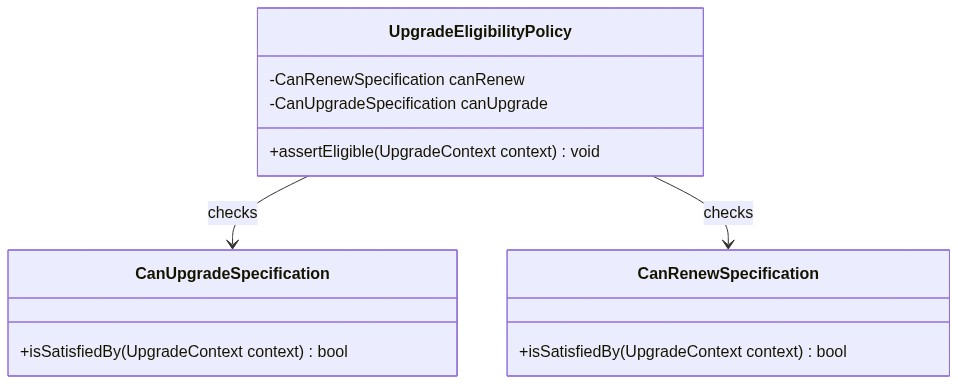 UpgradeEligibilityPolicy
-CanRenewSpecification canRenew
-CanUpgradeSpecification canUpgrade
+assertEligible(UpgradeContext context) : void
checks
checks
CanUpgradeSpecification
+isSatisfiedBy(UpgradeContext context) : bool
CanRenewSpecification
+isSatisfiedBy(UpgradeContext context) : bool